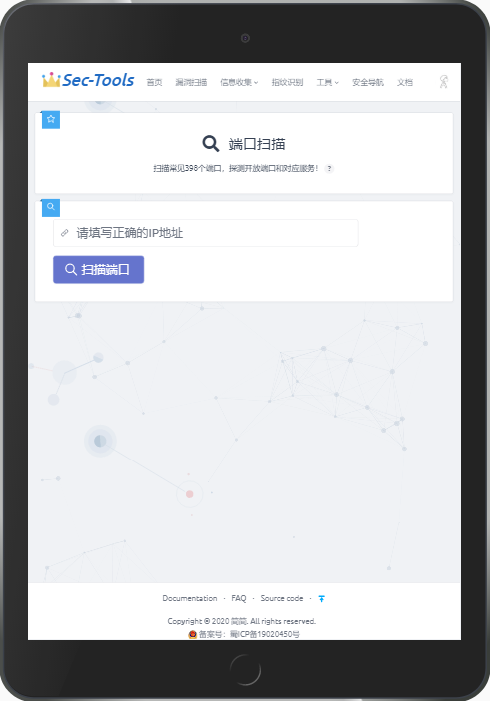 Sec-Tools 首页 漏洞扫描 信息收集 指纹识别 工具 安全导航 文档
端口扫描
扫描常见398个端口，探测开放端口和对应服务！ ?
请填写正确的IP地址
扫描端口
Documentation · FAQ · Source code ·
Copyright © 2020 简简. All rights reserved.
备案号：蜀ICP备19020450号